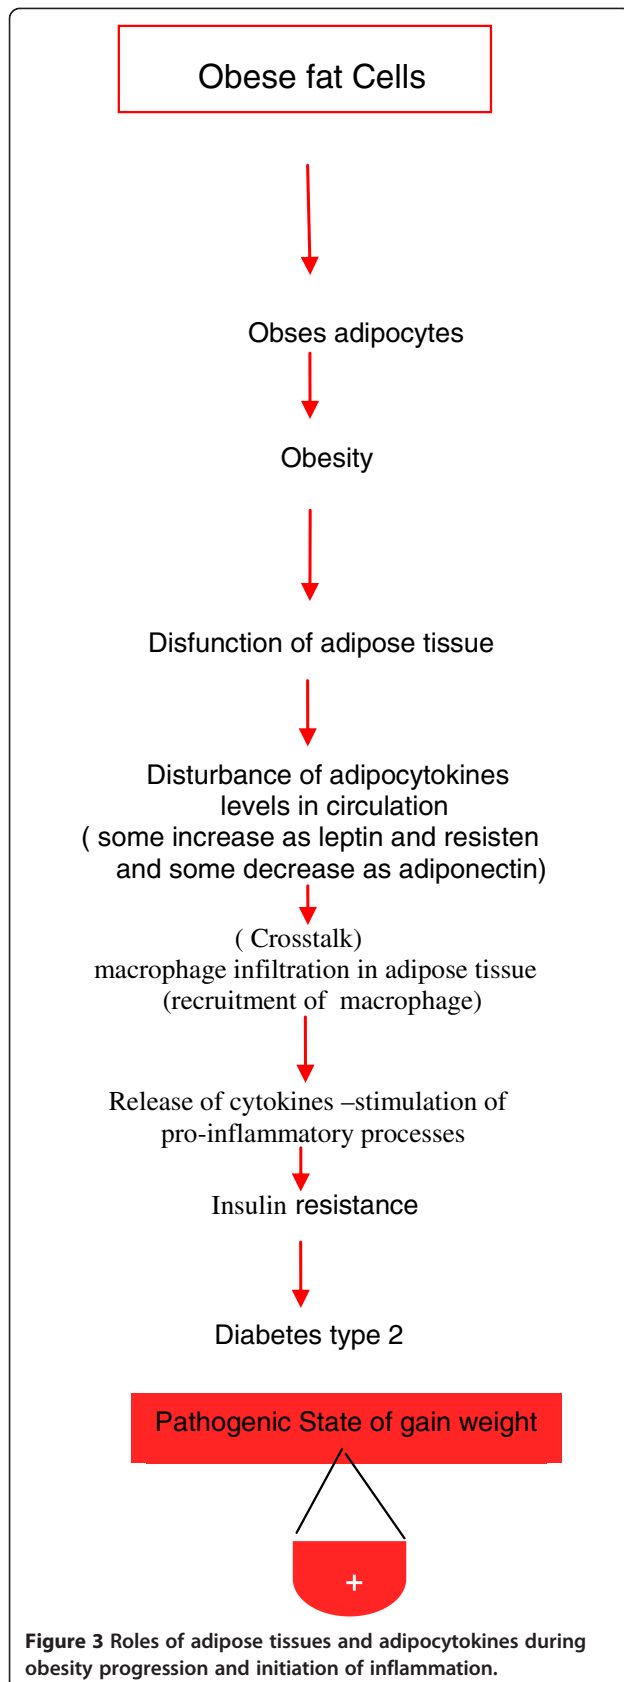 Obese fat Cells
Obses adipocytes
Obesity
Disfunction of adipose tissue
Disturbance of adipocytokines
levels in circulation
( some increase as leptin and resisten
and some decrease as adiponectin)
( Crosstalk)
macrophage infiltration in adipose tissue
(recruitment of macrophage)
Release of cytokines –stimulation of
pro-inflammatory processes
Insulin resistance
Diabetes type 2
Pathogenic State of gain weight
+
Figure 3 Roles of adipose tissues and adipocytokines during
obesity progression and initiation of inflammation.